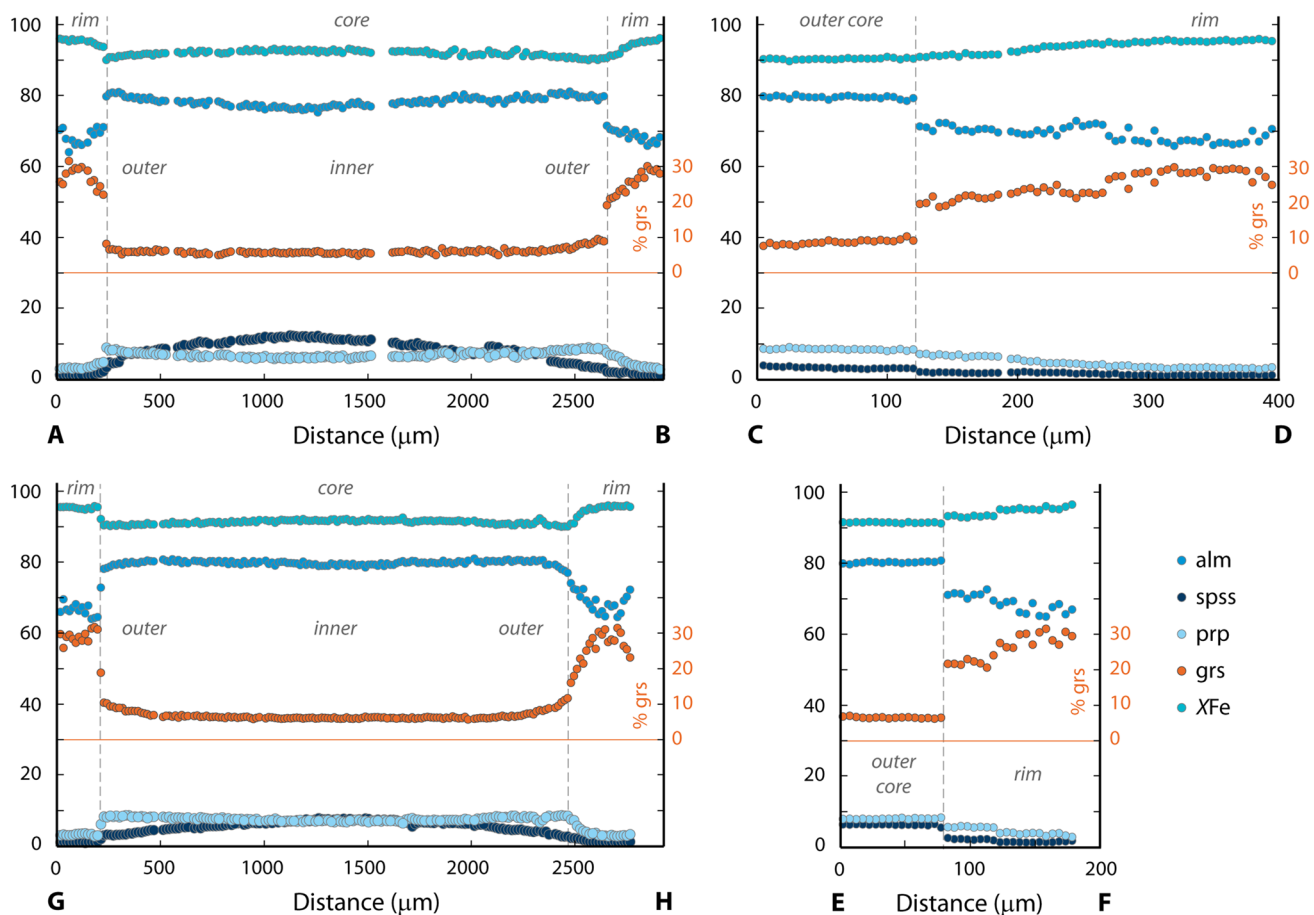 rim core rim
100
80
60
40
20
0
outer inner outer
30
20
10
0
% grs
0 500 1000 1500 2000 2500
A Distance (μm) B
outer core rim
100
80
60
40
20
0
30
20
10
0
% grs
0 100 200 300 400
C Distance (μm) D
rim core rim
100
80
60
40
20
0
outer inner outer
30
20
10
0
% grs
0 500 1000 1500 2000 2500
G Distance (μm) H
100
80
60
40
20
0
30
20
10
0
% grs
outer
core
rim
0 100 200
E Distance (μm) F
alm
spss
prp
grs
XFe